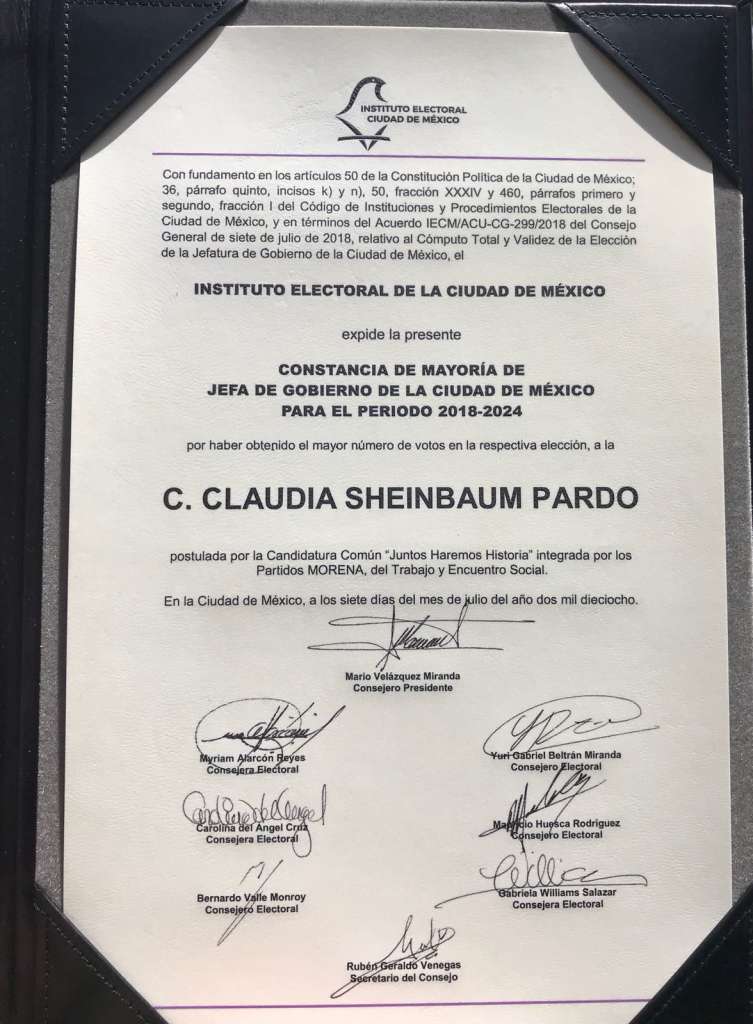 INSTITUTO ELECTORAL
CIUDAD DE MÉXICO
Con fundamento en los artículos 50 de la Constitución Política de la Ciudad de México;
36, párrafo quinto, incisos k) y n), 50, fracción XXXIV y 460, párrafos primero y
segundo, fracción I del Código de Instituciones y Procedimientos Electorales de la
Ciudad de México, y en términos del Acuerdo IECM/ACU-CG-299/2018 del Consejo
General de siete de julio de 2018, relativo al Cómputo Total y Validez de la Elección
de la Jefatura de Gobierno de la Ciudad de México, el
INSTITUTO ELECTORAL DE LA CIUDAD DE MÉXICO
expide la presente
CONSTANCIA DE MAYORÍA DE
JEFA DE GOBIERNO DE LA CIUDAD DE MÉXICO
PARA EL PERIODO 2018-2024
por haber obtenido el mayor número de votos en la respectiva elección, a la
C. CLAUDIA SHEINBAUM PARDO
postulada por la Candidatura Común "Juntos Haremos Historia" integrada por los
Partidos MORENA, del Trabajo y Encuentro Social.
En la Ciudad de México, a los siete días del mes de julio del año dos mil dieciocho.
Mario Velázquez Miranda
Consejero Presidente
Myriam Alarcón Reyes
Consejera Electoral
Yuri Gabriel Beltrán Miranda
Consejero Electoral
Carolina del Ángel Cruz
Consejera Electoral
Mauricio Huesca Rodríguez
Consejero Electoral
Bernardo Valle Monroy
Consejero Electoral
Gabriela Williams Salazar
Consejera Electoral
Rubén Geraldo Venegas
Secretario del Consejo